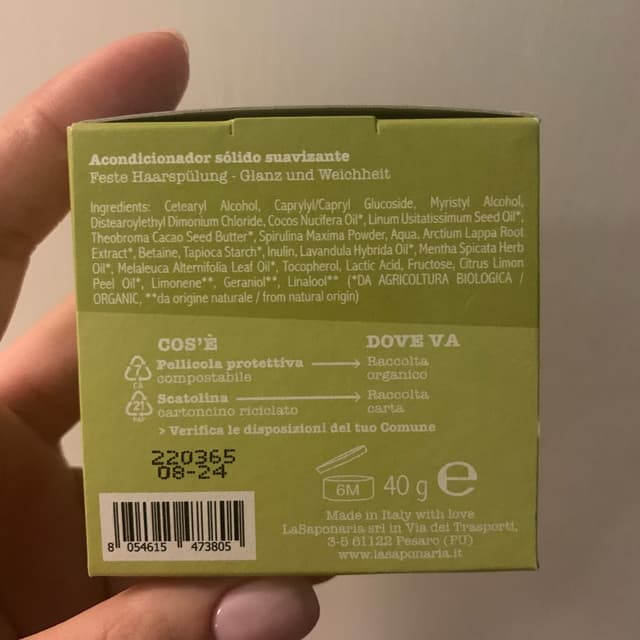 Acondicionador sólido suavizante
Feste Haarspülung - Glanz und Weichheit
Ingredients: Cetearyl Alcohol, Caprylyl/Capryl Glucoside, Myristyl Alcohol,
Distearoylethyl Dimonium Chloride, Cocos Nucifera Oil*, Linum Usitatissimum Seed Oil*,
Theobroma Cacao Seed Butter*, Spirulina Maxima Powder, Aqua, Arctium Lappa Root
Extract*, Betaine, Tapioca Starch*, Inulin, Lavandula Hybrida Oil*, Mentha Spicata Herb
Oil*, Melaleuca Alternifolia Leaf Oil*, Tocopherol, Lactic Acid, Fructose, Citrus Limon
Peel Oil*, Limonene**, Geraniol**, Linalool** (*DA AGRICOLTURA BIOLOGICA /
ORGANIC, **da origine naturale / from natural origin)
COS'È DOVE VA
7 Pellicola protettiva Raccolta
CA compostabile organico
21 Scatolina Raccolta
PAP cartoncino riciclato carta
> Verifica le disposizioni del tuo Comune
220365
08-24
6M 40 g e
Made in Italy with love
LaSaponaria srl in Via dei Trasporti,
3-5 61122 Pesaro (PU)
www.lasaponaria.it
8 054615 473805